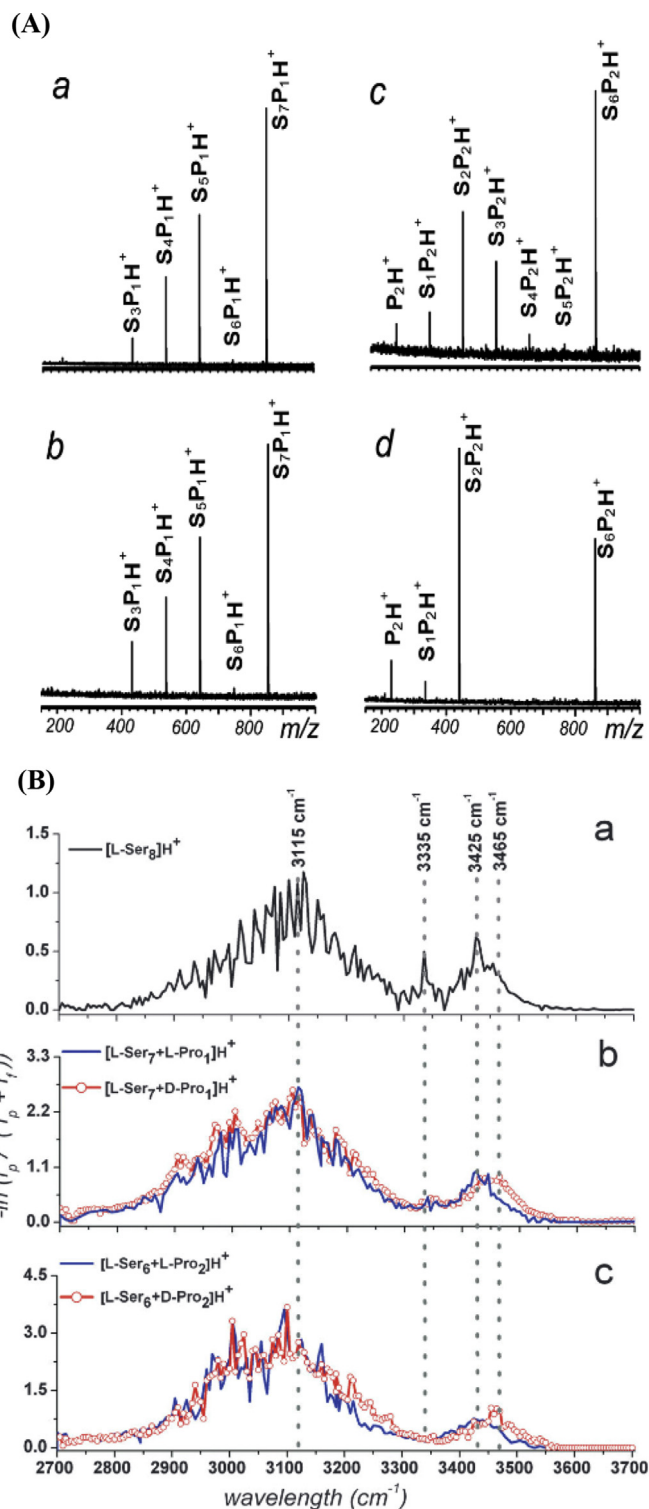 (A)
a
S₃P₁H⁺
S₄P₁H⁺
S₅P₁H⁺
S₆P₁H⁺
S₇P₁H⁺
c
P₂H⁺
S₁P₂H⁺
S₂P₂H⁺
S₃P₂H⁺
S₄P₂H⁺
S₅P₂H⁺
S₆P₂H⁺
b
S₃P₁H⁺
S₄P₁H⁺
S₅P₁H⁺
S₆P₁H⁺
S₇P₁H⁺
200 400 600 800 m/z
d
P₂H⁺
S₁P₂H⁺
S₂P₂H⁺
S₆P₂H⁺
200 400 600 800 m/z
(B)
3115 cm⁻¹
3335 cm⁻¹
3425 cm⁻¹
3465 cm⁻¹
a
[L-Ser₈]H⁺
1.5
1.0
0.5
0.0
b
[L-Ser₇+L-Pro₁]H⁺
[L-Ser₇+D-Pro₁]H⁺
3.3
2.2
1.1
0.0
c
[L-Ser₆+L-Pro₂]H⁺
[L-Ser₆+D-Pro₂]H⁺
4.5
3.0
1.5
0.0
2700 2800 2900 3000 3100 3200 3300 3400 3500 3600 3700
wavelength (cm⁻¹)